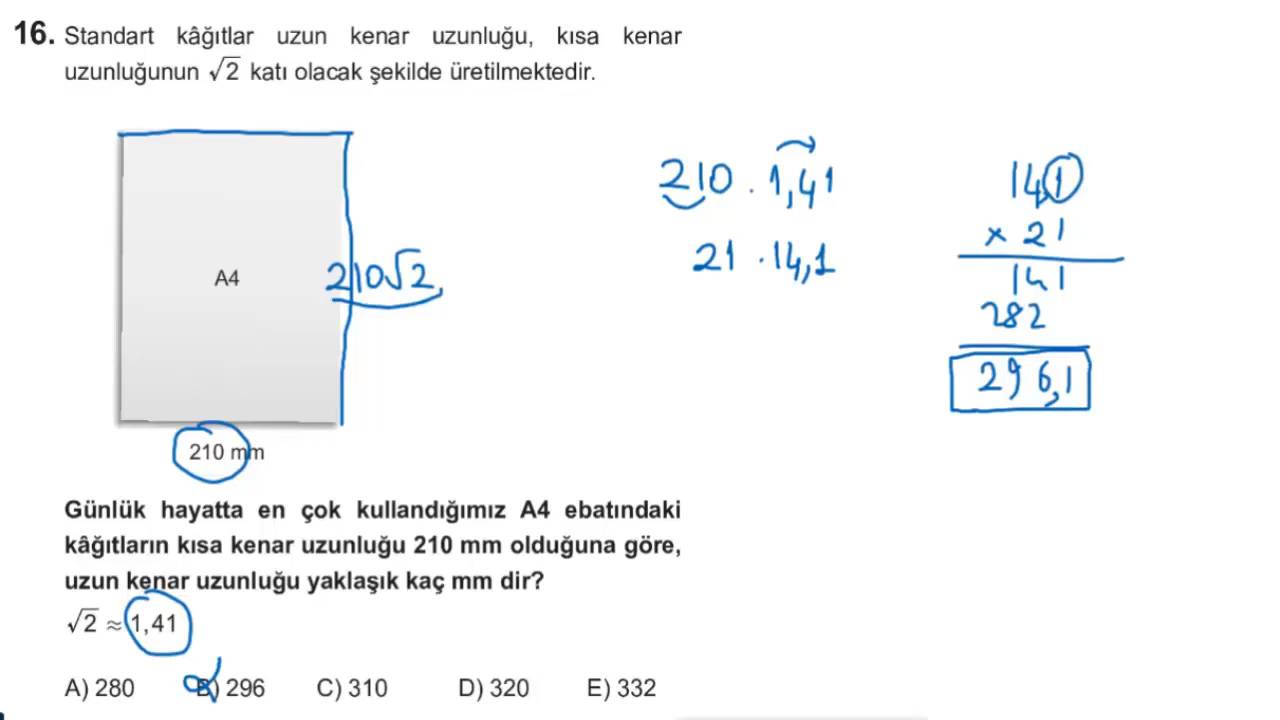 16. Standart kâğıtlar uzun kenar uzunluğu, kısa kenar
uzunluğunun √2 katı olacak şekilde üretilmektedir.
A4
210√2
210 mm
210 . 1,41
21 . 14,1
14,1
x 21
141
282
296,1
Günlük hayatta en çok kullandığımız A4 ebatındaki
kâğıtların kısa kenar uzunluğu 210 mm olduğuna göre,
uzun kenar uzunluğu yaklaşık kaç mm dir?
√2 ≈ 1,41
A) 280 B) 296 C) 310 D) 320 E) 332